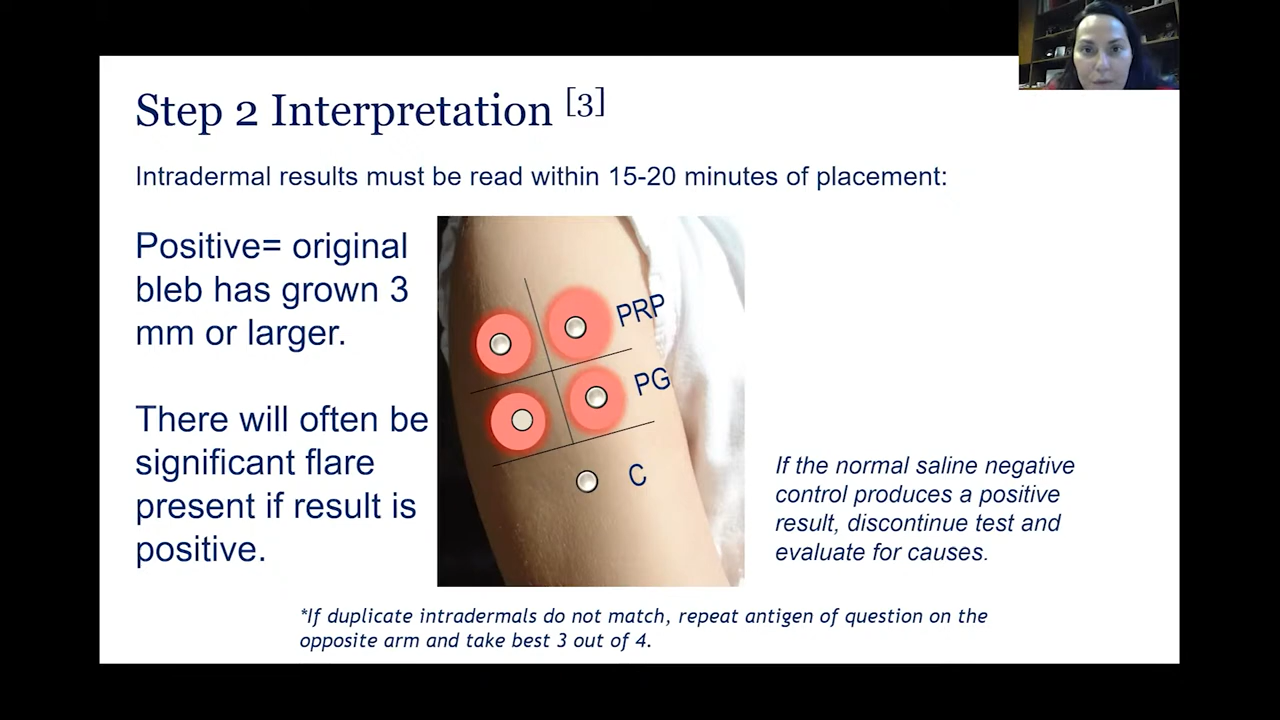 Step 2 Interpretation [3]
Intradermal results must be read within 15-20 minutes of placement:
Positive= original
bleb has grown 3
mm or larger.
There will often be
significant flare
present if result is
positive.
PRP
PG
C
If the normal saline negative
control produces a positive
result, discontinue test and
evaluate for causes.
*If duplicate intradermals do not match, repeat antigen of question on the
opposite arm and take best 3 out of 4.